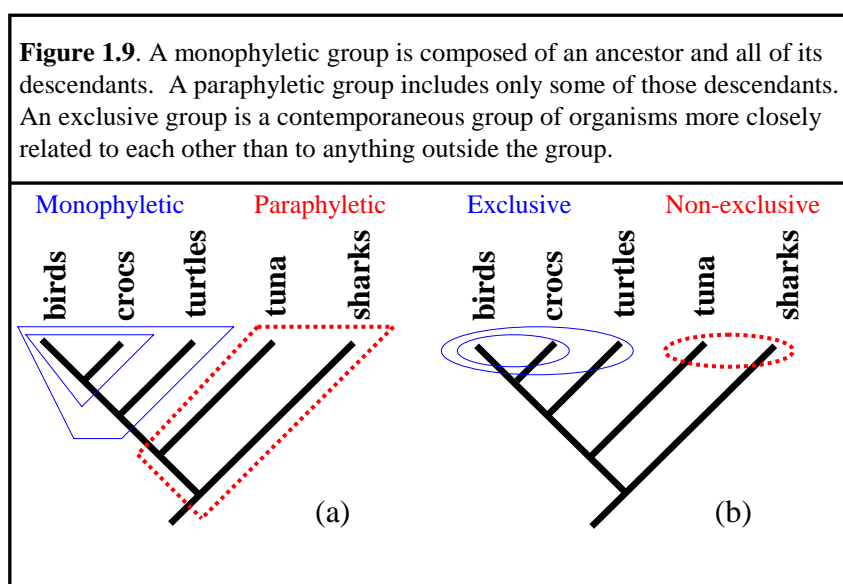 Figure 1.9. A monophyletic group is composed of an ancestor and all of its
descendants.  A paraphyletic group includes only some of those descendants.
An exclusive group is a contemporaneous group of organisms more closely
related to each other than to anything outside the group.
Monophyletic
Paraphyletic
birds
crocs
turtles
tuna
sharks
(a)
Exclusive
Non-exclusive
birds
crocs
turtles
tuna
sharks
(b)